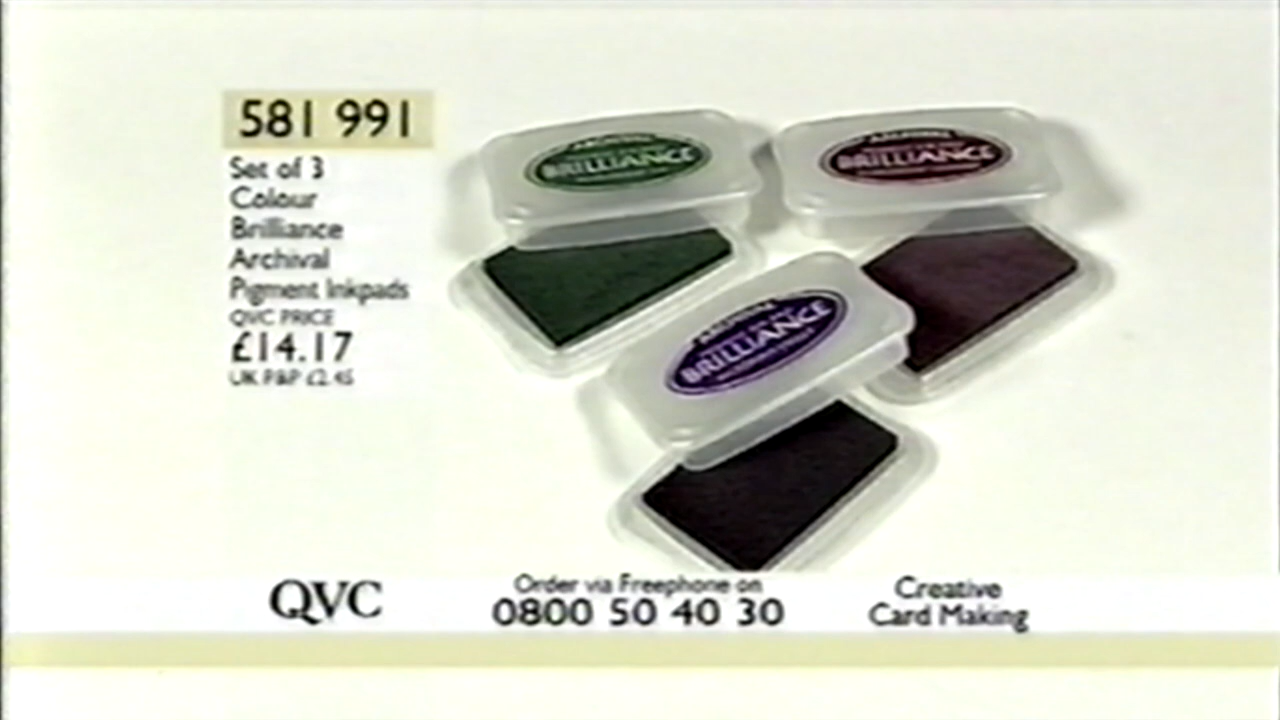 581 991
Set of 3
Colour
Brilliance
Archival
Pigment Inkpads
QVC PRICE
£14.17
UK P&P £2.45
BRILLIANCE
BRILLIANCE
BRILLIANCE
QVC
Order via Freephone on
0800 50 40 30
Creative
Card Making